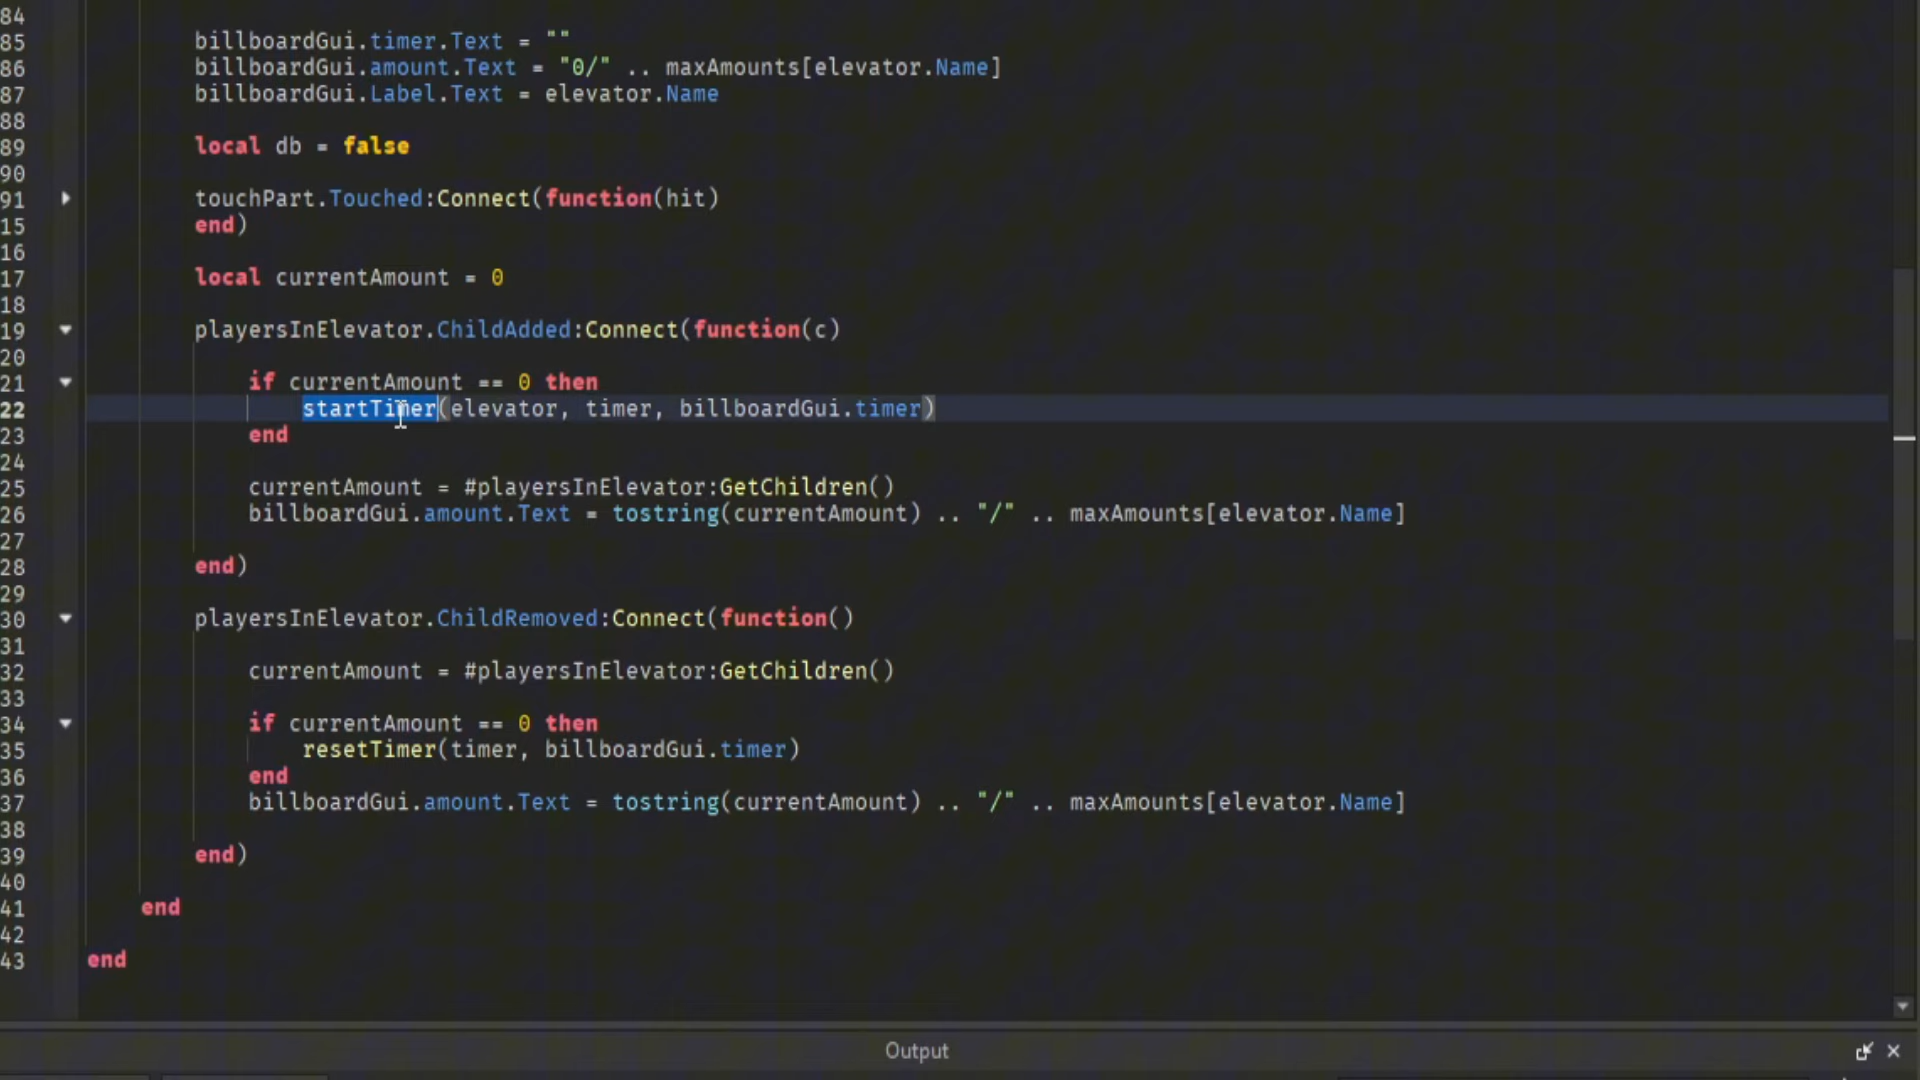 84
85 billboardGui.timer.Text = ""
86 billboardGui.amount.Text = "0/" .. maxAmounts[elevator.Name]
87 billboardGui.Label.Text = elevator.Name
88
89 local db = false
90
91 touchPart.Touched:Connect(function(hit)
15 end)
16
17 local currentAmount = 0
18
19 playersInElevator.ChildAdded:Connect(function(c)
20
21 if currentAmount == 0 then
22 startTimer(elevator, timer, billboardGui.timer)
23 end
24
25 currentAmount = #playersInElevator:GetChildren()
26 billboardGui.amount.Text = tostring(currentAmount) .. "/" .. maxAmounts[elevator.Name]
27
28 end)
29
30 playersInElevator.ChildRemoved:Connect(function()
31
32 currentAmount = #playersInElevator:GetChildren()
33
34 if currentAmount == 0 then
35 resetTimer(timer, billboardGui.timer)
36 end
37 billboardGui.amount.Text = tostring(currentAmount) .. "/" .. maxAmounts[elevator.Name]
38
39 end)
40
41 end
42
43 end
Output